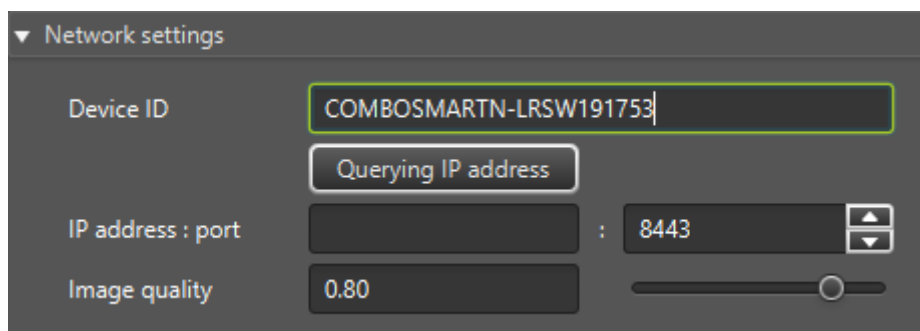 Network settings
Device ID COMBOSMARTN-LRSW191753
Querying IP address
IP address : port : 8443
Image quality 0.80